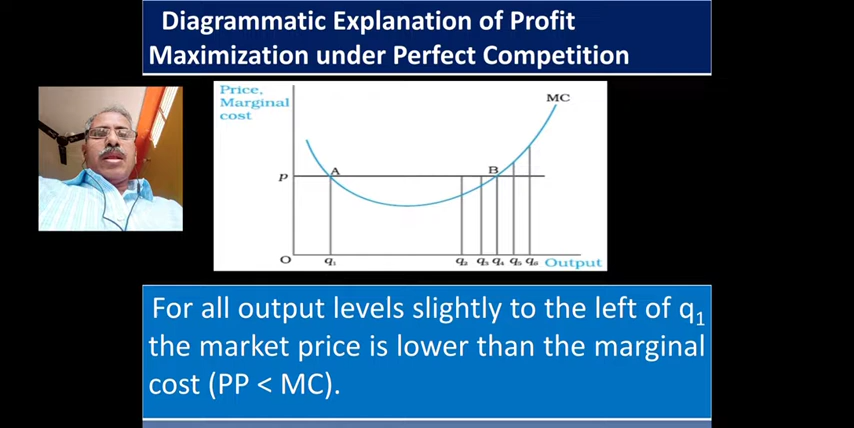 Diagrammatic Explanation of Profit
Maximization under Perfect Competition
Price,
Marginal
cost
MC
p
A
B
O
q1
q2
q3
q4
q5
q6
Output
For all output levels slightly to the left of q1
the market price is lower than the marginal
cost (PP < MC).